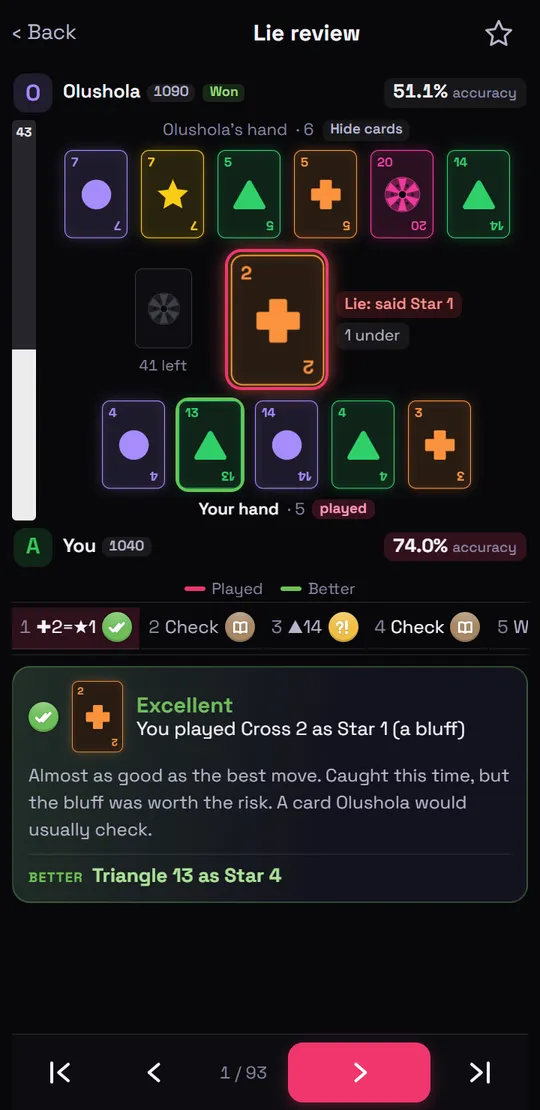 < Back
Lie review
O
Olushola 1090 Won
51.1% accuracy
43
Olushola's hand · 6 Hide cards
7 7 5 5 20 14
7 7 5 5 20 14
2
Lie: said Star 1
1 under
2
41 left
4 13 14 4 3
4 13 14 4 3
Your hand · 5 played
A
You 1040
74.0% accuracy
Played Better
1 ✚2=★1 2 Check 3 ▲14 ?! 4 Check 5 W
2
2
Excellent
You played Cross 2 as Star 1 (a bluff)
Almost as good as the best move. Caught this time, but
the bluff was worth the risk. A card Olushola would
usually check.
BETTER Triangle 13 as Star 4
1 / 93